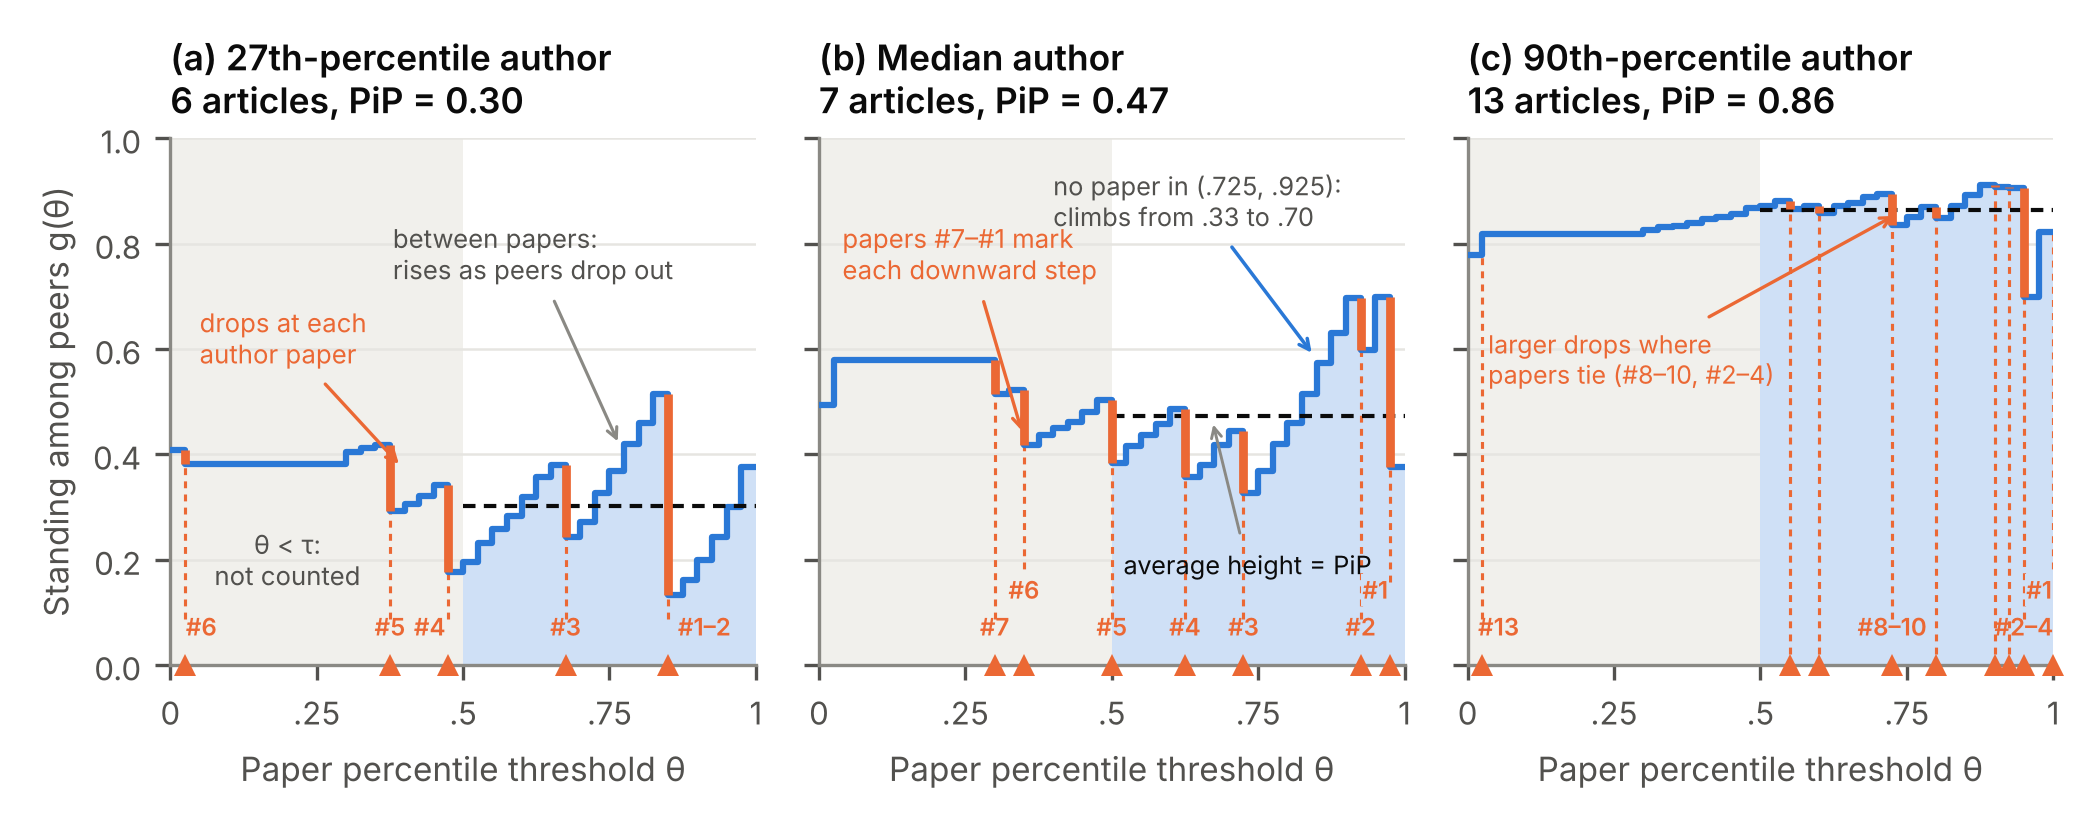 (a) 27th-percentile author
6 articles, PiP = 0.30
(b) Median author
7 articles, PiP = 0.47
(c) 90th-percentile author
13 articles, PiP = 0.86
Standing among peers g(θ)
1.0
0.8
0.6
0.4
0.2
0.0
between papers:
rises as peers drop out
drops at each
author paper
θ < τ:
not counted
#6
#5
#4
#3
#1–2
0
.25
.5
.75
1
Paper percentile threshold θ
no paper in (.725, .925):
climbs from .33 to .70
papers #7–#1 mark
each downward step
average height = PiP
#6
#1
#7
#5
#4
#3
#2
0
.25
.5
.75
1
Paper percentile threshold θ
larger drops where
papers tie (#8–10, #2–4)
#1
#13
#8–10
#2–4
0
.25
.5
.75
1
Paper percentile threshold θ